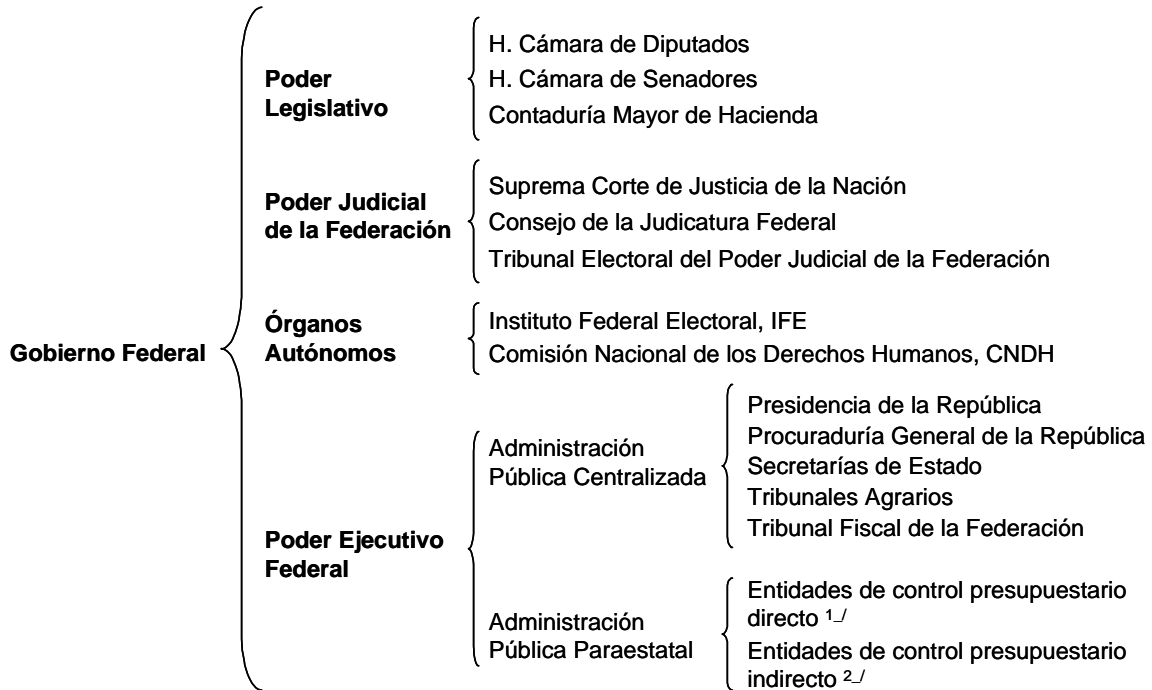 Gobierno Federal
Poder
Legislativo
H. Cámara de Diputados
H. Cámara de Senadores
Contaduría Mayor de Hacienda
Poder Judicial
de la Federación
Suprema Corte de Justicia de la Nación
Consejo de la Judicatura Federal
Tribunal Electoral del Poder Judicial de la Federación
Órganos
Autónomos
Instituto Federal Electoral, IFE
Comisión Nacional de los Derechos Humanos, CNDH
Poder Ejecutivo
Federal
Administración
Pública Centralizada
Presidencia de la República
Procuraduría General de la República
Secretarías de Estado
Tribunales Agrarios
Tribunal Fiscal de la Federación
Administración
Pública Paraestatal
Entidades de control presupuestario
directo 1_/
Entidades de control presupuestario
indirecto 2_/